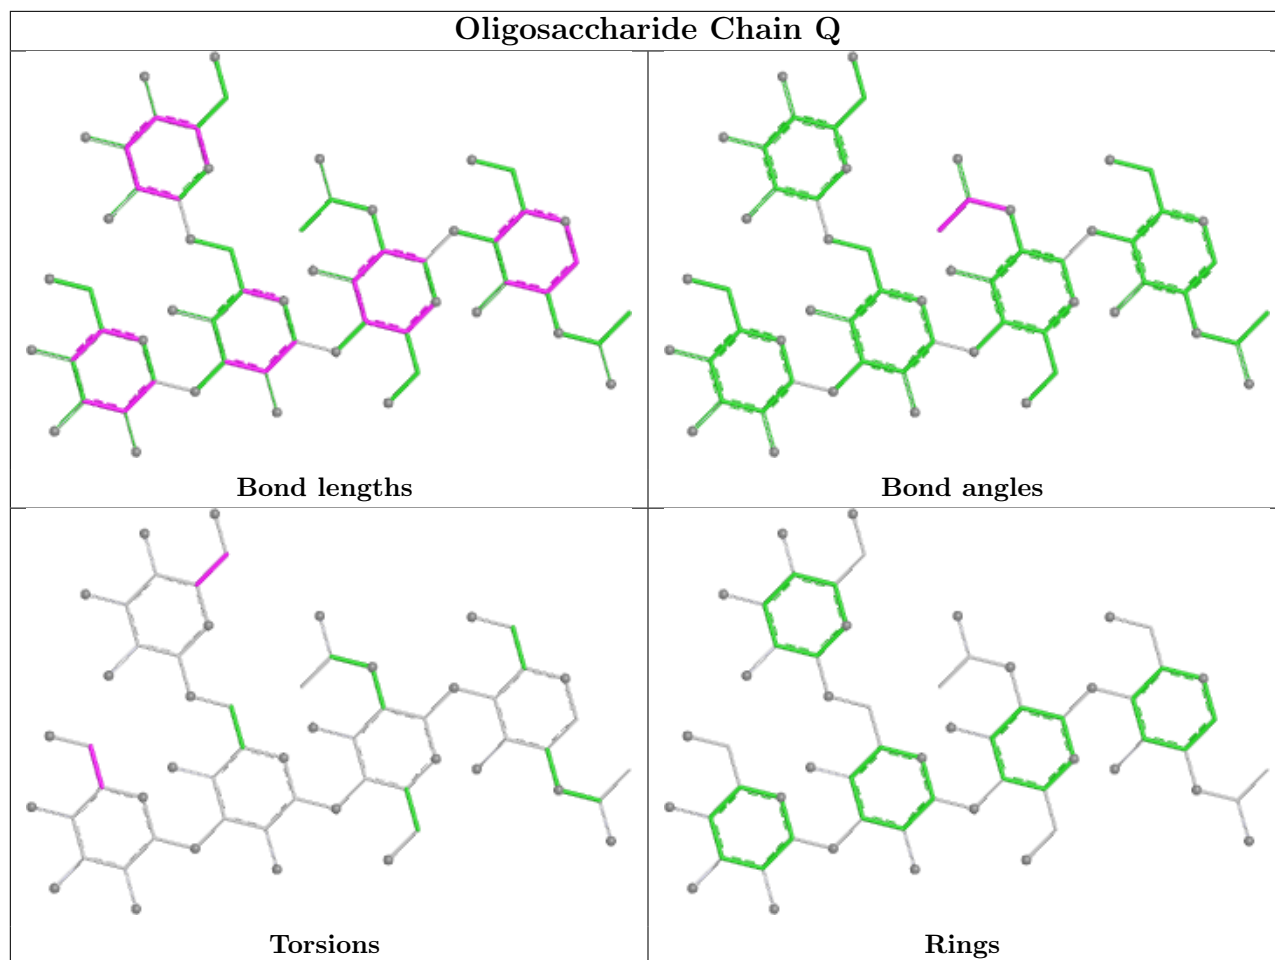 Oligosaccharide Chain Q
Bond lengths
Bond angles
Torsions
Rings